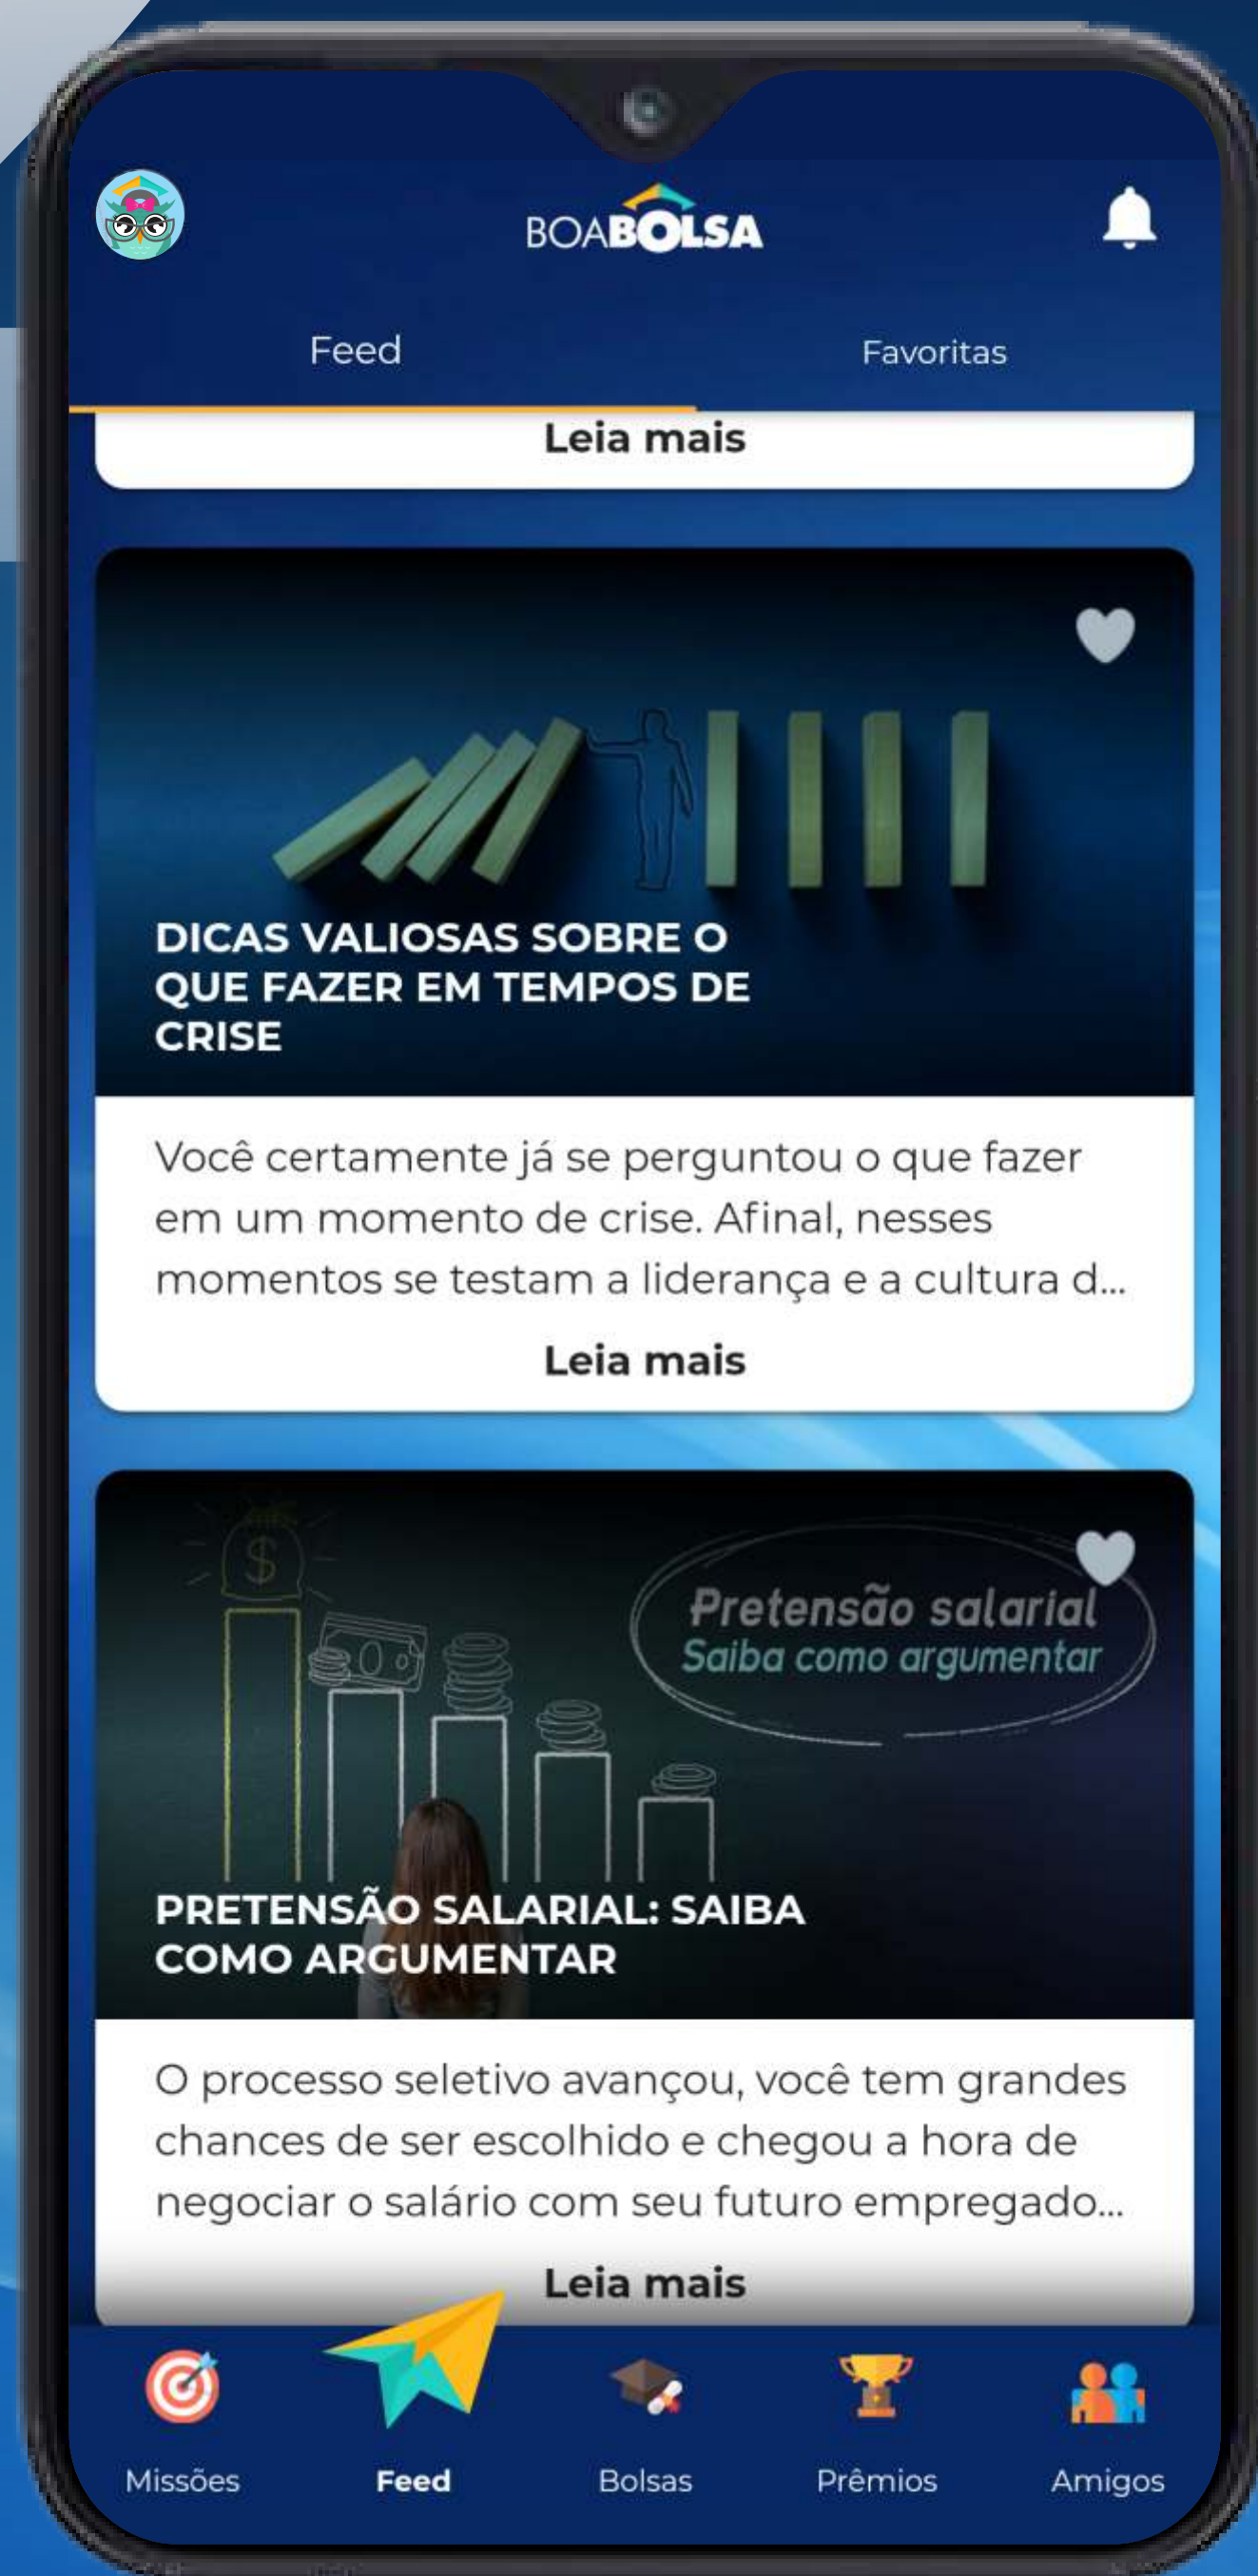 BOABOLSA
Feed
Favoritas
Leia mais
DICAS VALIOSAS SOBRE O
QUE FAZER EM TEMPOS DE
CRISE
Você certamente já se perguntou o que fazer
em um momento de crise. Afinal, nesses
momentos se testam a liderança e a cultura d...
Leia mais
$
Pretensão salarial
Saiba como argumentar
PRETENSÃO SALARIAL: SAIBA
COMO ARGUMENTAR
O processo seletivo avançou, você tem grandes
chances de ser escolhido e chegou a hora de
negociar o salário com seu futuro empregado...
Leia mais
Missões
Feed
Bolsas
Prêmios
Amigos